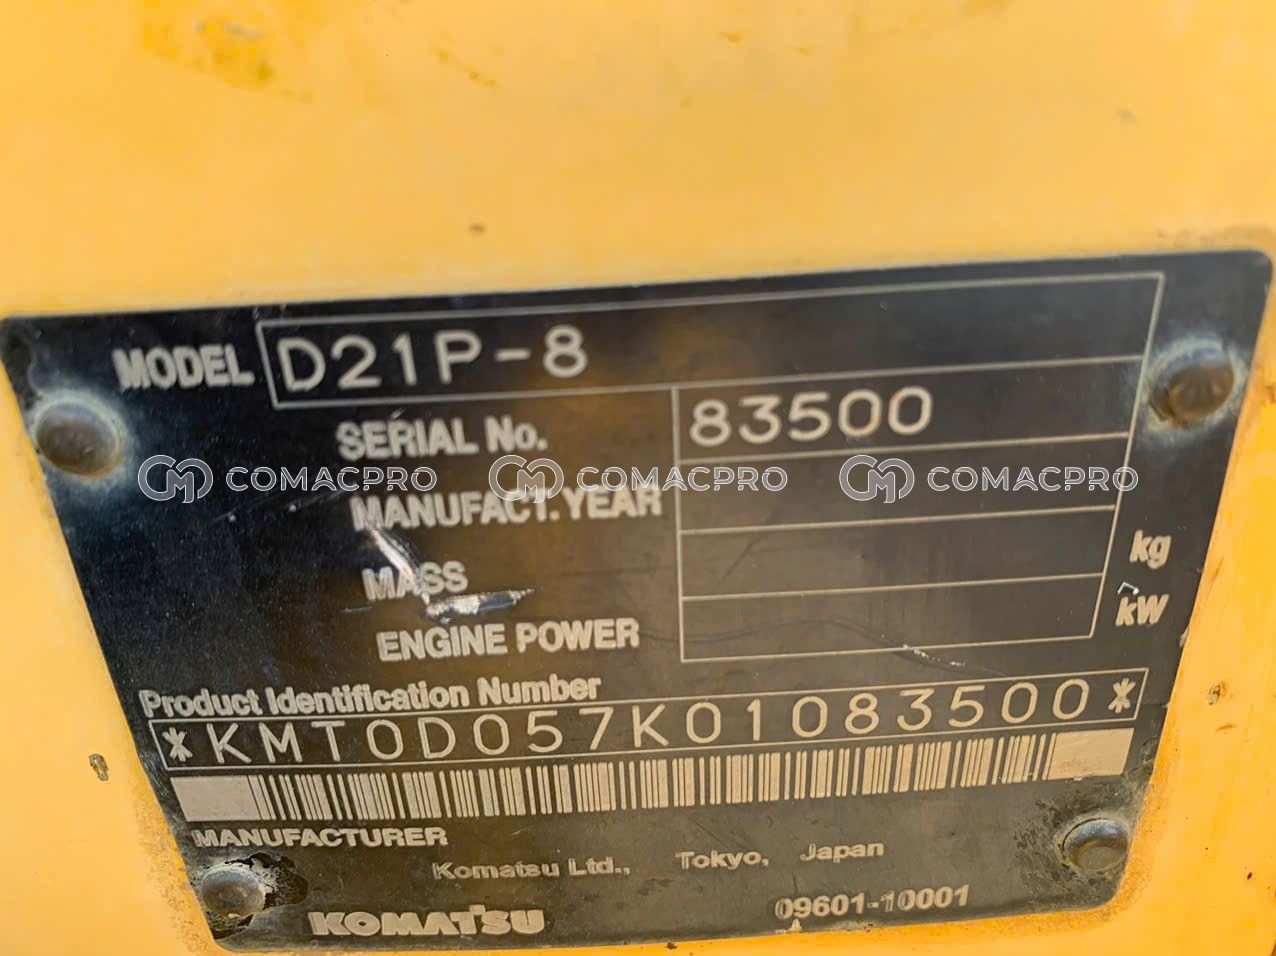 MODEL D21P-8
SERIAL No. 83500
COMACPRO COMACPRO COMACPRO
MANUFACT. YEAR
MASS kg
ENGINE POWER kW
Product Identification Number
*KMT0D057K01083500*
MANUFACTURER
Komatsu Ltd., Tokyo, Japan
KOMATSU 09601-10001